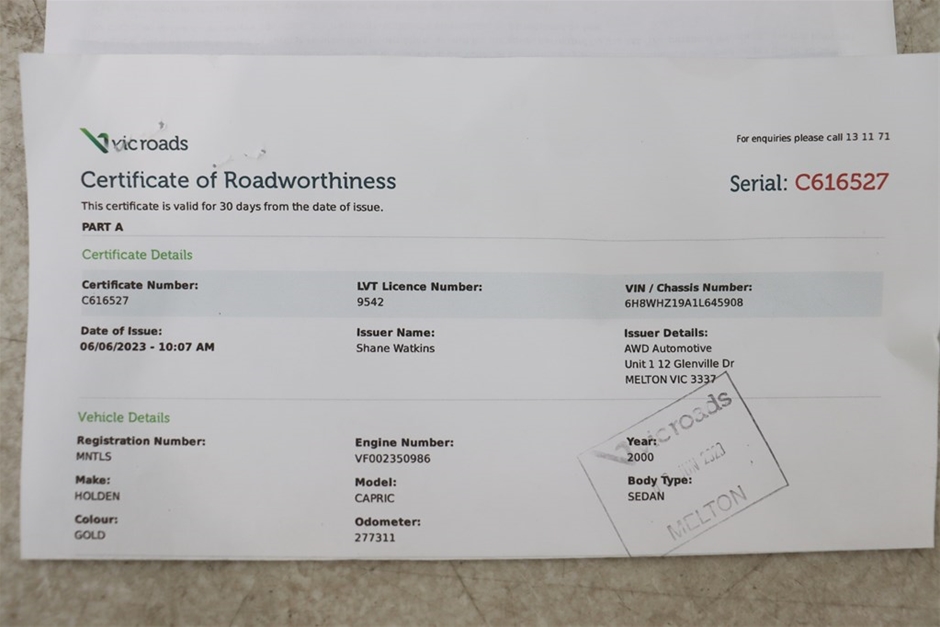 vicroads
For enquiries please call 13 11 71
Certificate of Roadworthiness
Serial: C616527
This certificate is valid for 30 days from the date of issue.
PART A
Certificate Details
Certificate Number: LVT Licence Number: VIN / Chassis Number:
C616527 9542 6H8WHZ19A1L645908
Date of Issue: Issuer Name: Issuer Details:
06/06/2023 - 10:07 AM Shane Watkins AWD Automotive
Unit 1 12 Glenville Dr
MELTON VIC 3337
Vehicle Details
Registration Number: Engine Number: Year:
MNTLS VF002350986 2000
Make: Model: Body Type:
HOLDEN CAPRIC SEDAN
Colour: Odometer:
GOLD 277311
vicroads
JUN 2023
MELTON